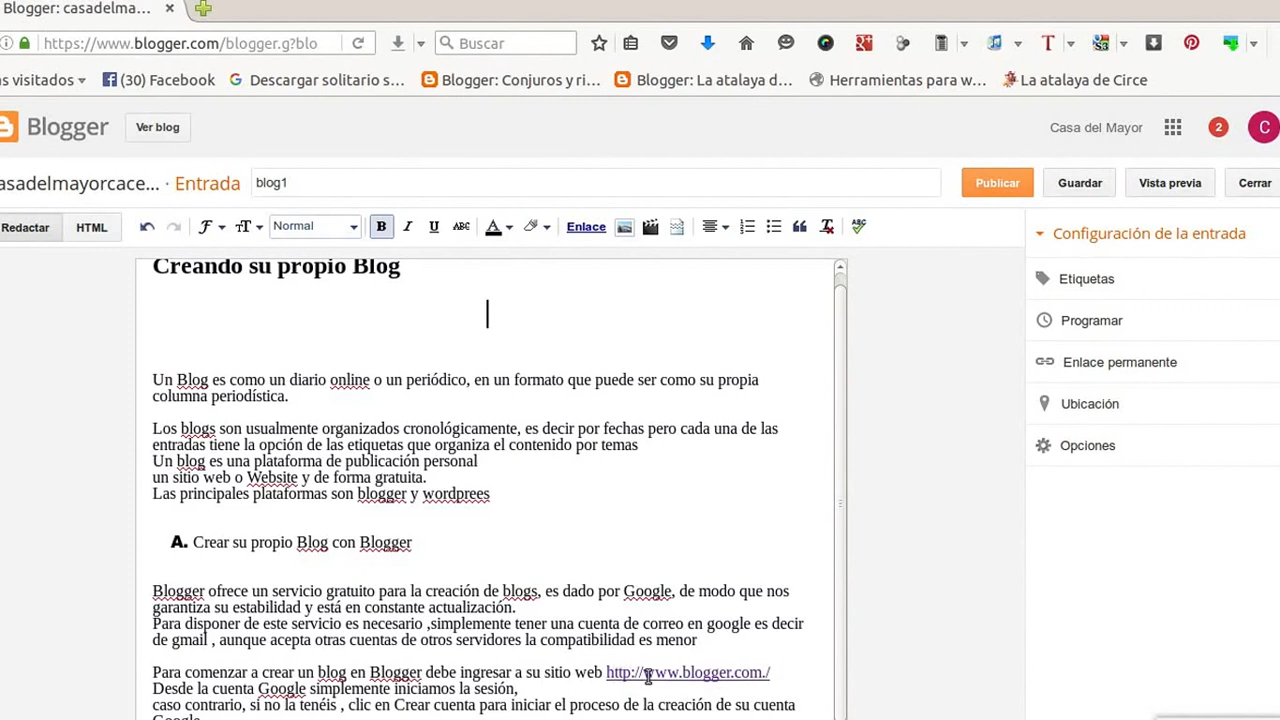 Blogger: casadelma...
https://www.blogger.com/blogger.g?blo
Buscar
ás visitados
(30) Facebook
Descargar solitario s...
Blogger: Conjuros y ri...
Blogger: La atalaya d...
Herramientas para w...
La atalaya de Circe
Blogger
Ver blog
Casa del Mayor
2
C
asadelmayorcace... Entrada
blog1
Publicar
Guardar
Vista previa
Cerrar
Redactar
HTML
Normal
B
I
U
ABC
A
Enlace
ABC
Configuración de la entrada
Etiquetas
Programar
Enlace permanente
Ubicación
Opciones
Creando su propio Blog
Un Blog es como un diario online o un periódico, en un formato que puede ser como su propia
columna periodística.
Los blogs son usualmente organizados cronológicamente, es decir por fechas pero cada una de las
entradas tiene la opción de las etiquetas que organiza el contenido por temas
Un blog es una plataforma de publicación personal
un sitio web o Website y de forma gratuita.
Las principales plataformas son blogger y wordprees
A. Crear su propio Blog con Blogger
Blogger ofrece un servicio gratuito para la creación de blogs, es dado por Google, de modo que nos
garantiza su estabilidad y está en constante actualización.
Para disponer de este servicio es necesario ,simplemente tener una cuenta de correo en google es decir
de gmail , aunque acepta otras cuentas de otros servidores la compatibilidad es menor
Para comenzar a crear un blog en Blogger debe ingresar a su sitio web http://www.blogger.com./
Desde la cuenta Google simplemente iniciamos la sesión,
caso contrario, sí no la tenéis , clic en Crear cuenta para iniciar el proceso de la creación de su cuenta
Google